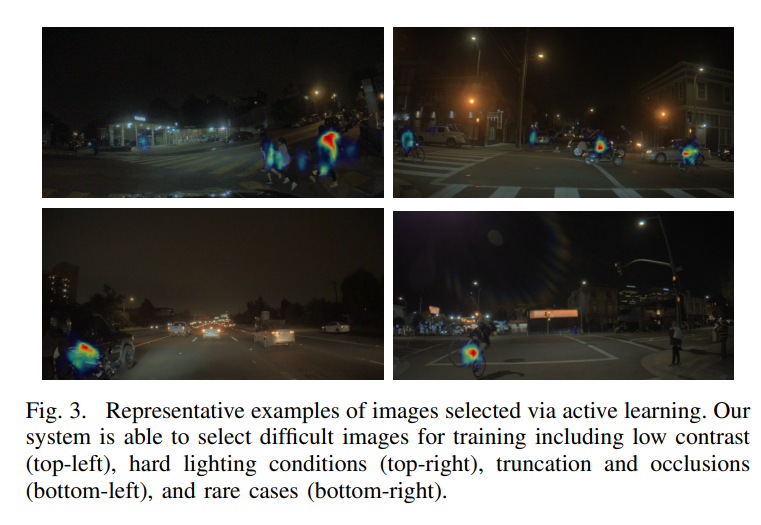 Fig. 3. Representative examples of images selected via active learning. Our
system is able to select difficult images for training including low contrast
(top-left), hard lighting conditions (top-right), truncation and occlusions
(bottom-left), and rare cases (bottom-right).